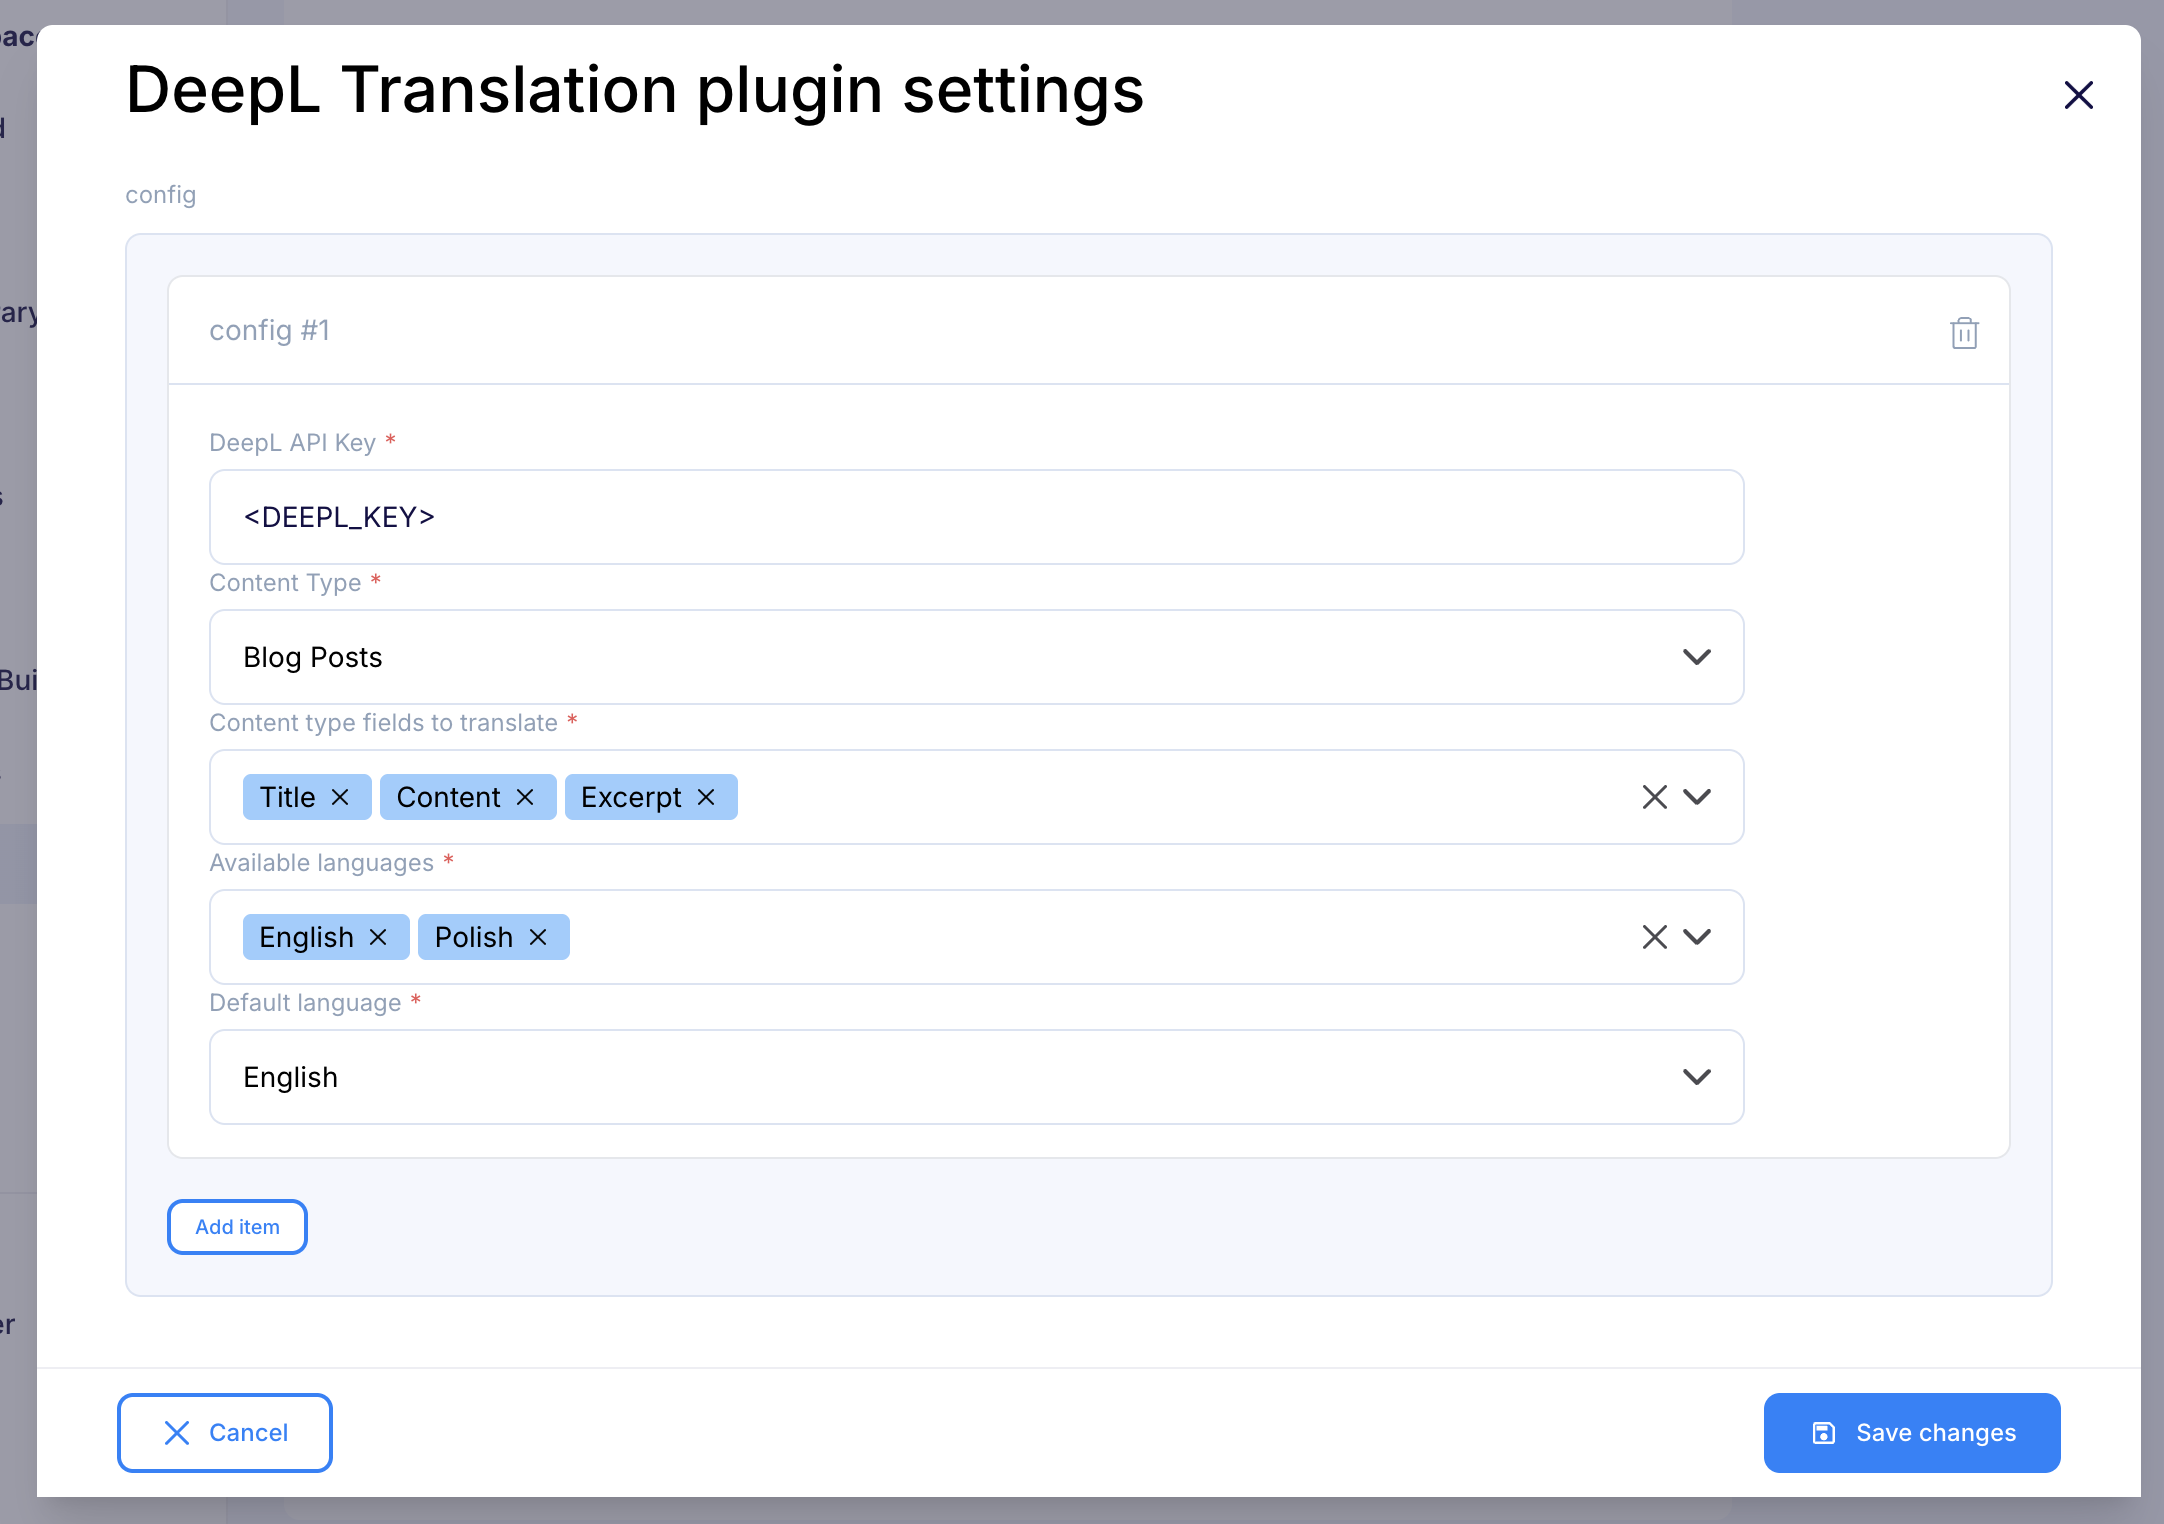 DeepL Translation plugin settings
config
config #1
DeepL API Key *
<DEEPL_KEY>
Content Type *
Blog Posts
Content type fields to translate *
Title Content Excerpt
Available languages *
English Polish
Default language *
English
Add item
Cancel Save changes